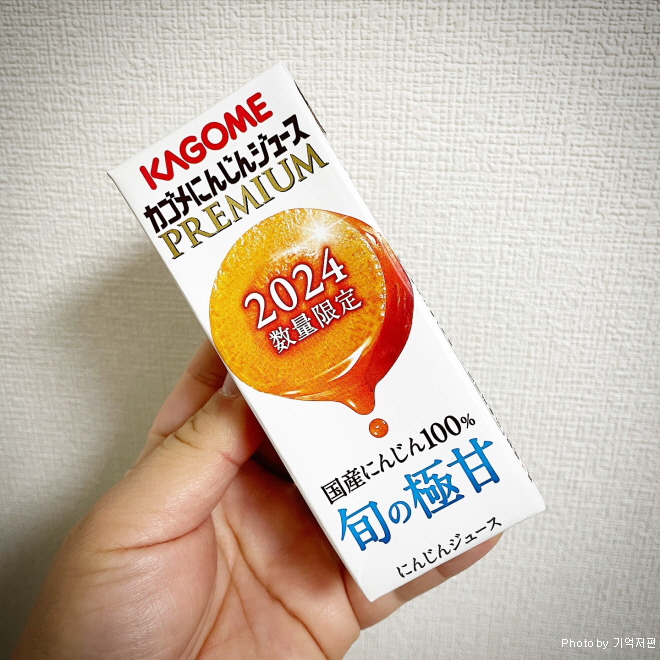 KAGOME
カゴメにんじんジュース
PREMIUM
2024
数量限定
国産にんじん100%
旬の極甘
にんじんジュース
Photo by 기억저편